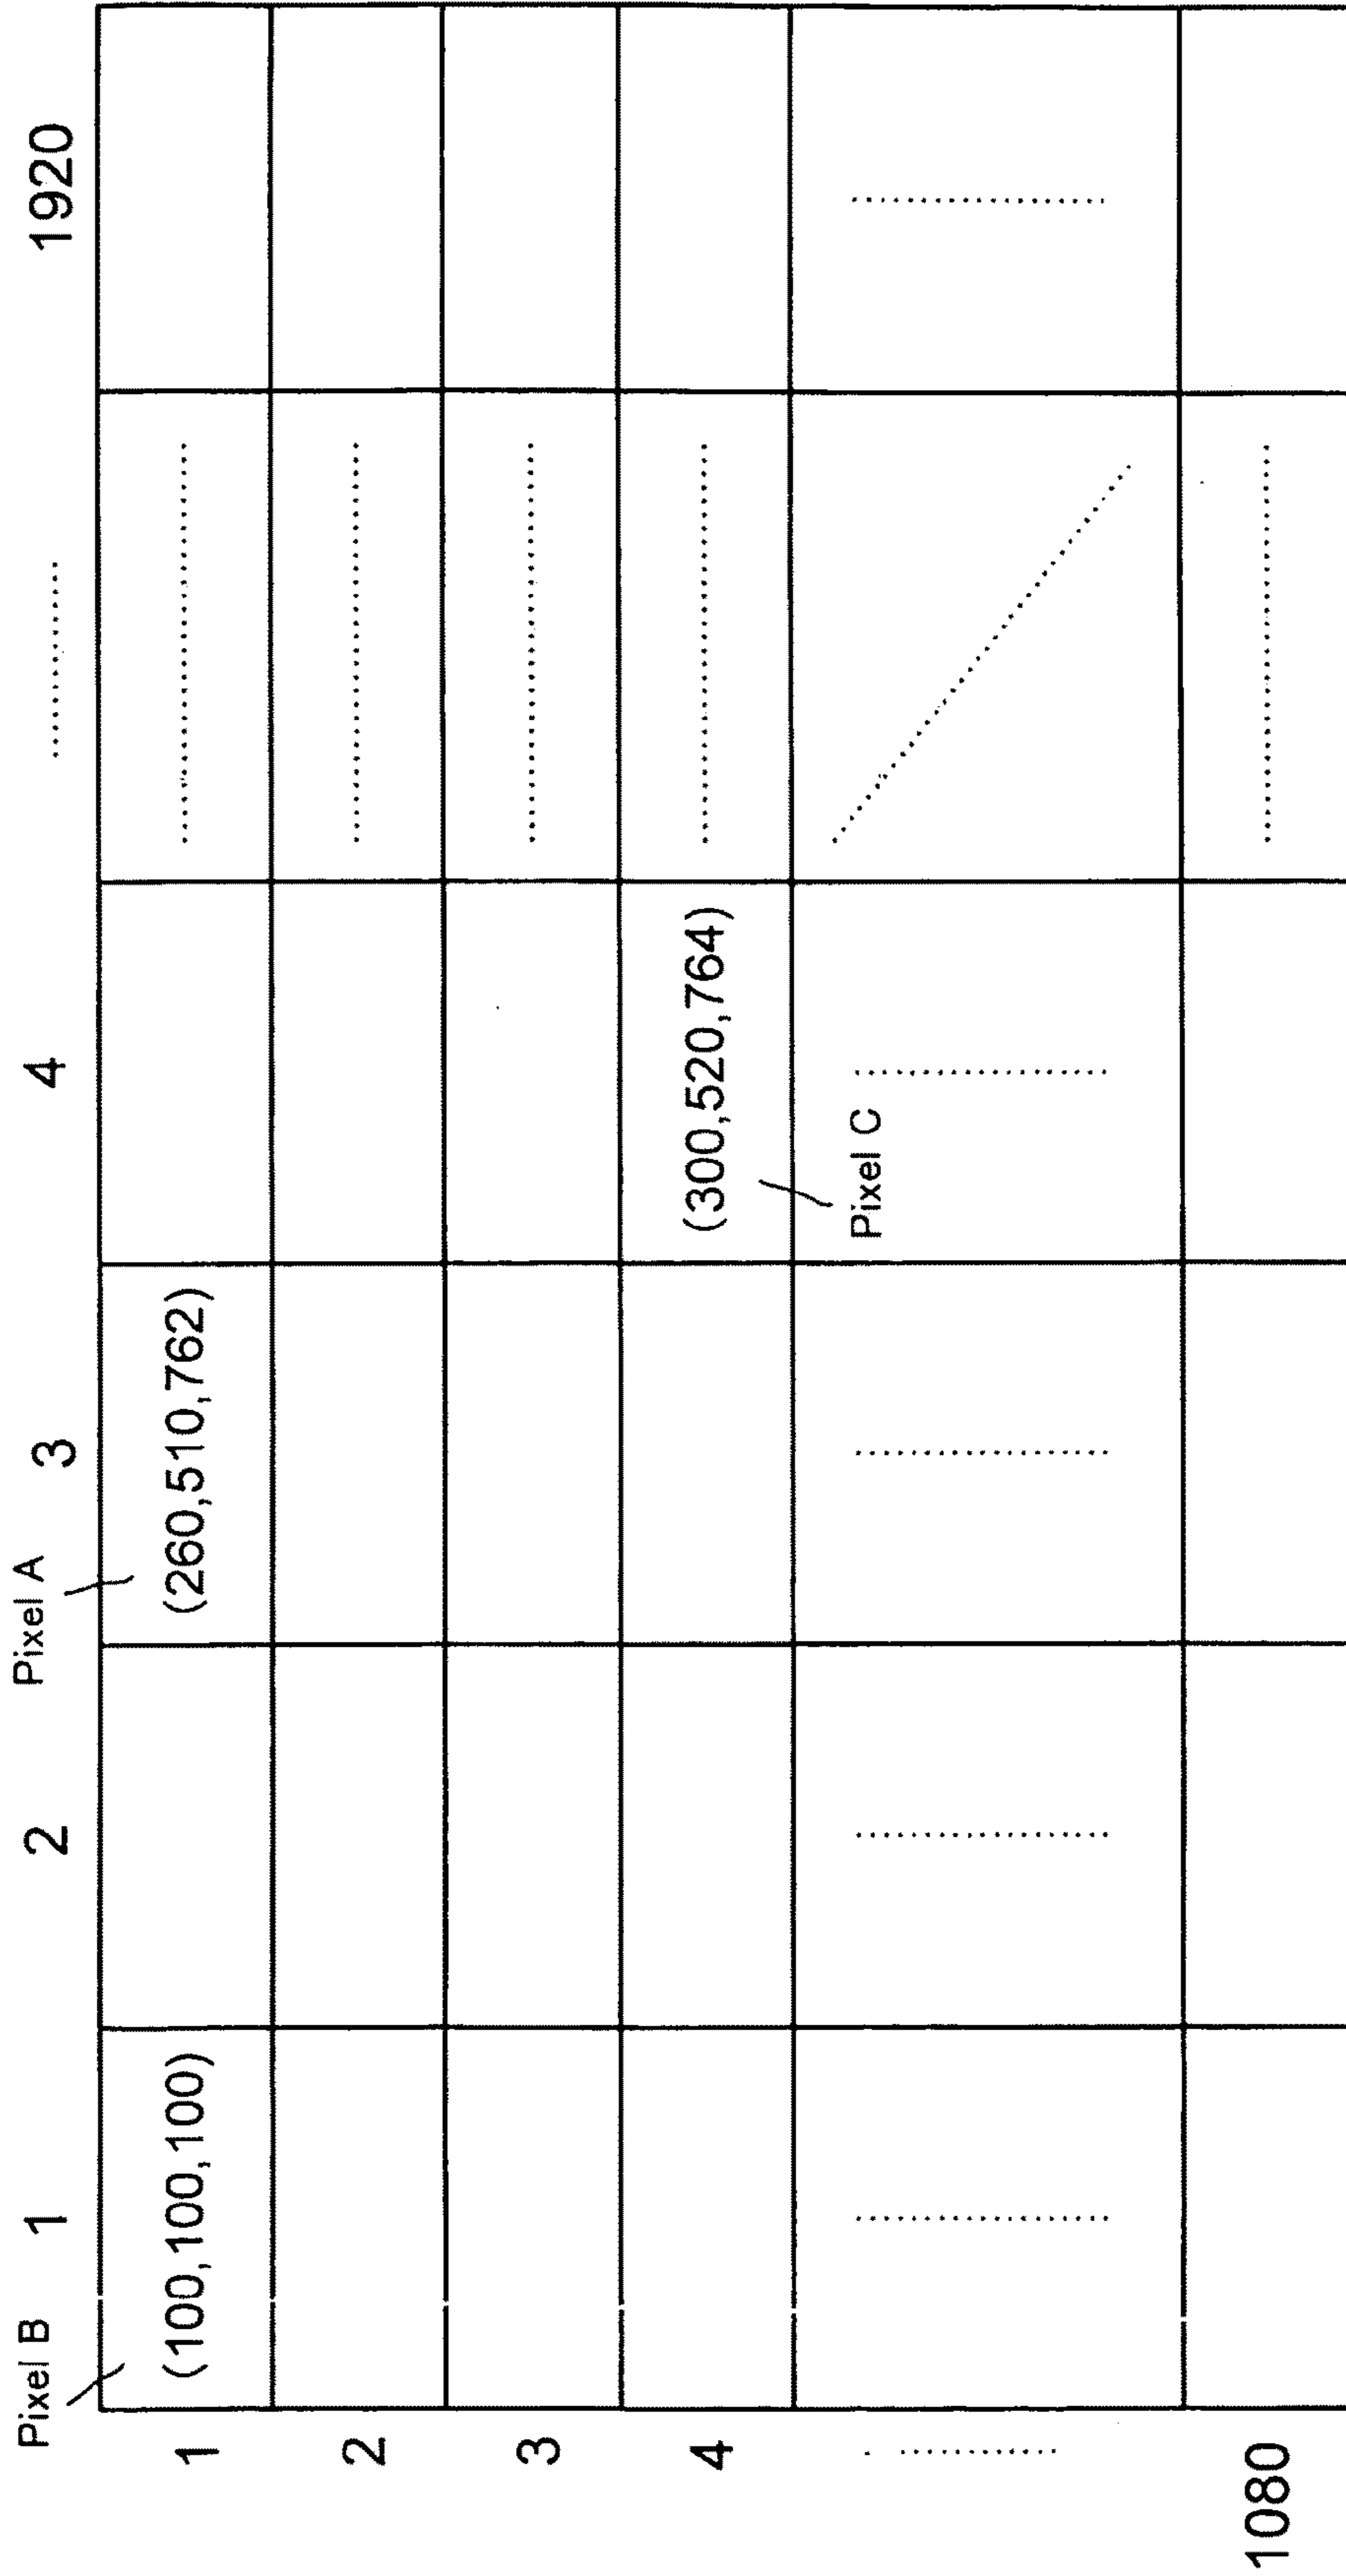 Pixel B
Pixel A
1 2 3 4 ............... 1920
1 (100,100,100) (260,510,762)
2
3
4 (300,520,764)
Pixel C
1080